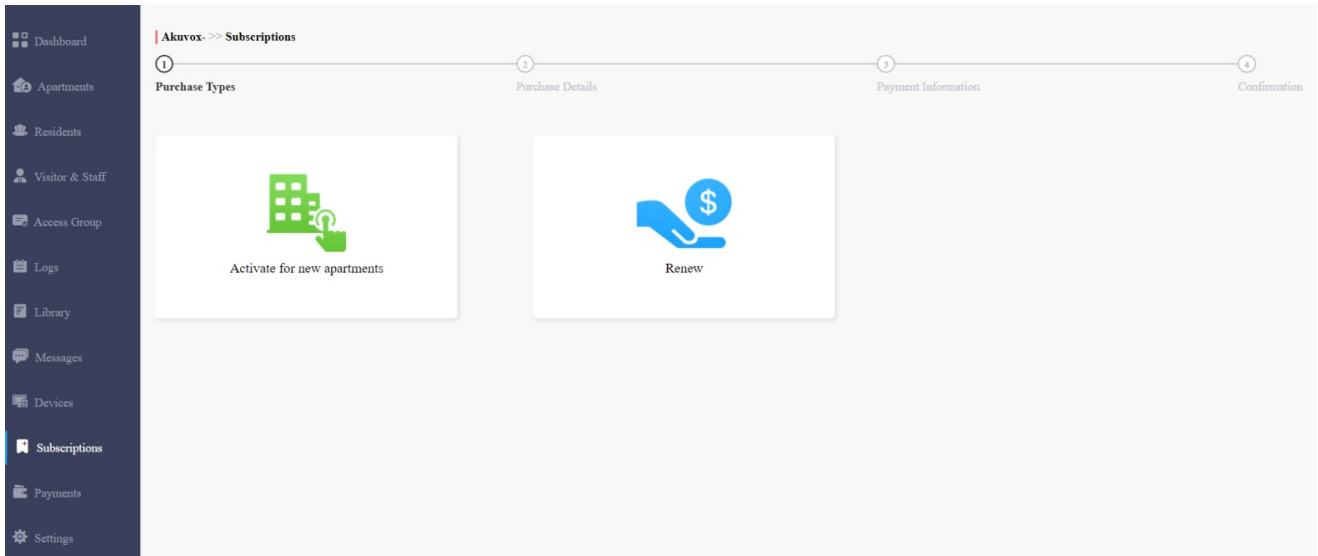 Dashboard
Apartments
Residents
Visitor & Staff
Access Group
Logs
Library
Messages
Devices
Subscriptions
Payments
Settings
Akuvox- >> Subscriptions
1 2 3 4
Purchase Types Purchase Details Payment Information Confirmation
$
Activate for new apartments Renew